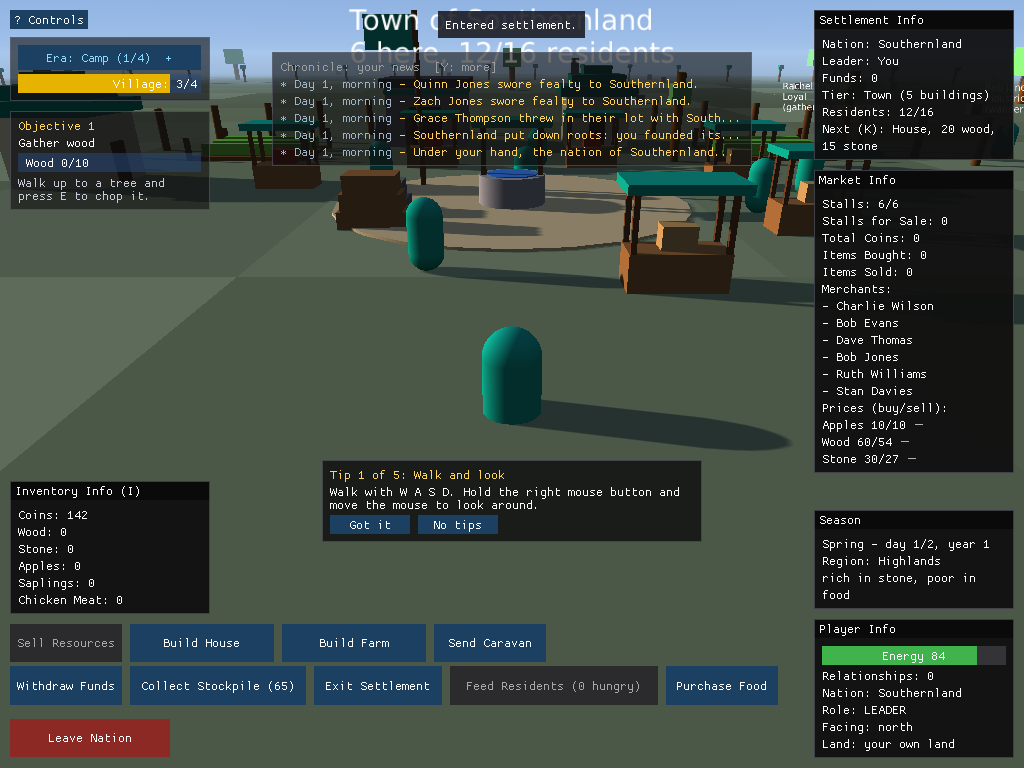 ? Controls
Era: Camp (1/4) +
Village: 3/4
Objective 1
Gather wood
Wood 0/10
Walk up to a tree and
press E to chop it.
Entered settlement.
6 here, 12/16 residents
Chronicle: your news [Y: more]
* Day 1, morning – Quinn Jones swore fealty to Southernland.
* Day 1, morning – Zach Jones swore fealty to Southernland.
* Day 1, morning – Grace Thompson threw in their lot with South...
* Day 1, morning – Southernland put down roots: you founded its...
* Day 1, morning – Under your hand, the nation of Southernland...
Rachel
Loyal
Settlement Info
Nation: Southernland
Leader: You
Funds: 0
Tier: Town (5 buildings)
Residents: 12/16
Next (K): House, 20 wood,
15 stone
Market Info
Stalls: 6/6
Stalls for Sale: 0
Total Coins: 0
Items Bought: 0
Items Sold: 0
Merchants:
– Charlie Wilson
– Bob Evans
– Dave Thomas
– Bob Jones
– Ruth Williams
– Stan Davies
Prices (buy/sell):
Apples 10/10 —
Wood 60/54 —
Stone 30/27 —
Tip 1 of 5: Walk and look
Walk with W A S D. Hold the right mouse button and
move the mouse to look around.
Got it
No tips
Inventory Info (I)
Coins: 142
Wood: 0
Stone: 0
Apples: 0
Saplings: 0
Chicken Meat: 0
Season
Spring – day 1/2, year 1
Region: Highlands
rich in stone, poor in
food
Player Info
Energy 84
Relationships: 0
Nation: Southernland
Role: LEADER
Facing: north
Land: your own land
Sell Resources
Build House
Build Farm
Send Caravan
Withdraw Funds
Collect Stockpile (65)
Exit Settlement
Feed Residents (0 hungry)
Purchase Food
Leave Nation